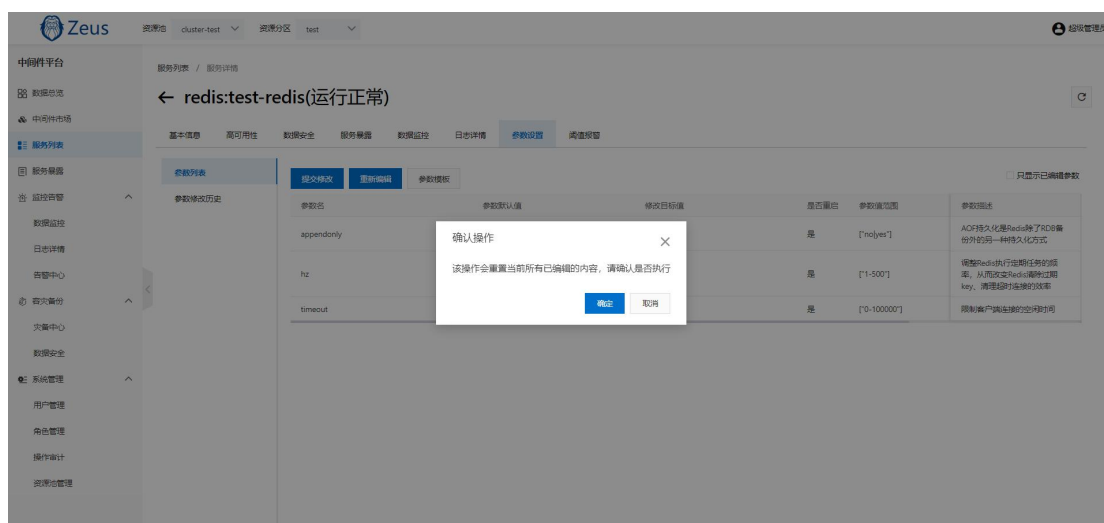 Zeus
资源池 cluster-test 资源分区 test
超级管理员
中间件平台
数据总览
中间件市场
服务列表
服务暴露
监控告警
数据监控
日志详情
告警中心
容灾备份
灾备中心
数据安全
系统管理
用户管理
角色管理
操作审计
资源池管理
服务列表 / 服务详情
← redis:test-redis(运行正常)
基本信息 高可用性 数据安全 服务暴露 数据监控 日志详情 参数设置 阈值报警
参数列表
参数修改历史
提交修改 重新编辑 参数模板
只显示已编辑参数
参数名 参数默认值 修改目标值 是否重启 参数值范围 参数描述
appendonly 是 ["no|yes"] AOF持久化是Redis除了RDB备
份外的另一种持久化方式
hz 是 ["1-500"] 调整Redis执行定期任务的频
率，从而改变Redis清除过期
key、清理超时连接的效率
timeout 是 ["0-100000"] 限制客户端连接的空闲时间
确认操作
该操作会重置当前所有已编辑的内容，请确认是否执行
确定 取消